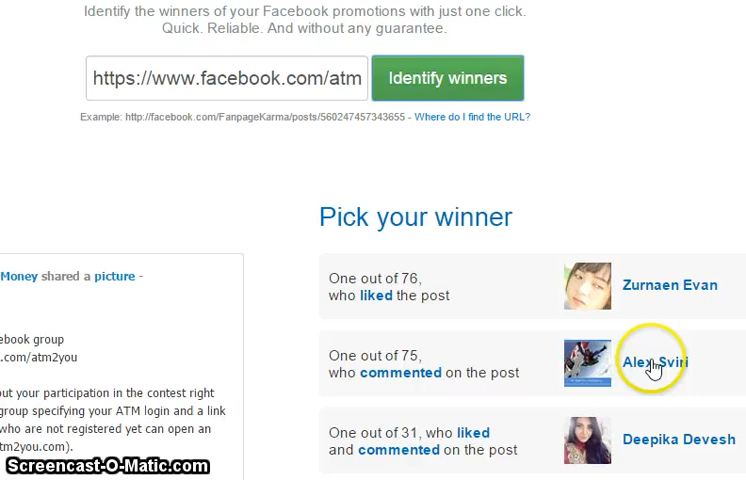 Identify the winners of your Facebook promotions with just one click.
Quick. Reliable. And without any guarantee.
https://www.facebook.com/atm
Identify winners
Example: http://facebook.com/FanpageKarma/posts/560247457343655 - Where do I find the URL?
Pick your winner
Money shared a picture -
One out of 76,
who liked the post
Zurnaen Evan
ebook group
.com/atm2you
One out of 75,
who commented on the post
Alex Sviri
out your participation in the contest right
group specifying your ATM login and a link
who are not registered yet can open an
tm2you.com).
One out of 31, who liked
and commented on the post
Deepika Devesh
Screencast-O-Matic.com